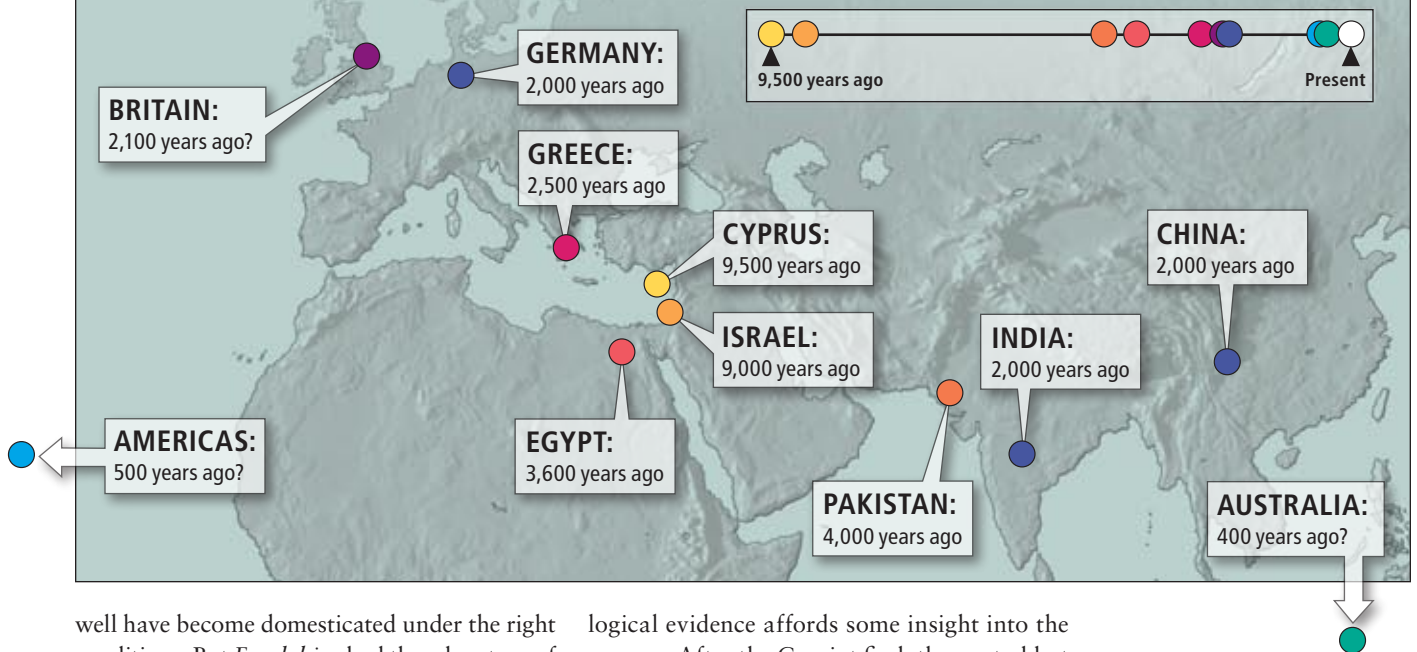 9,500 years ago
Present
GERMANY:
2,000 years ago
BRITAIN:
2,100 years ago?
GREECE:
2,500 years ago
CYPRUS:
9,500 years ago
CHINA:
2,000 years ago
ISRAEL:
9,000 years ago
INDIA:
2,000 years ago
AMERICAS:
500 years ago?
EGYPT:
3,600 years ago
PAKISTAN:
4,000 years ago
AUSTRALIA:
400 years ago?
well have become domesticated under the right
logical evidence affords some insight into the